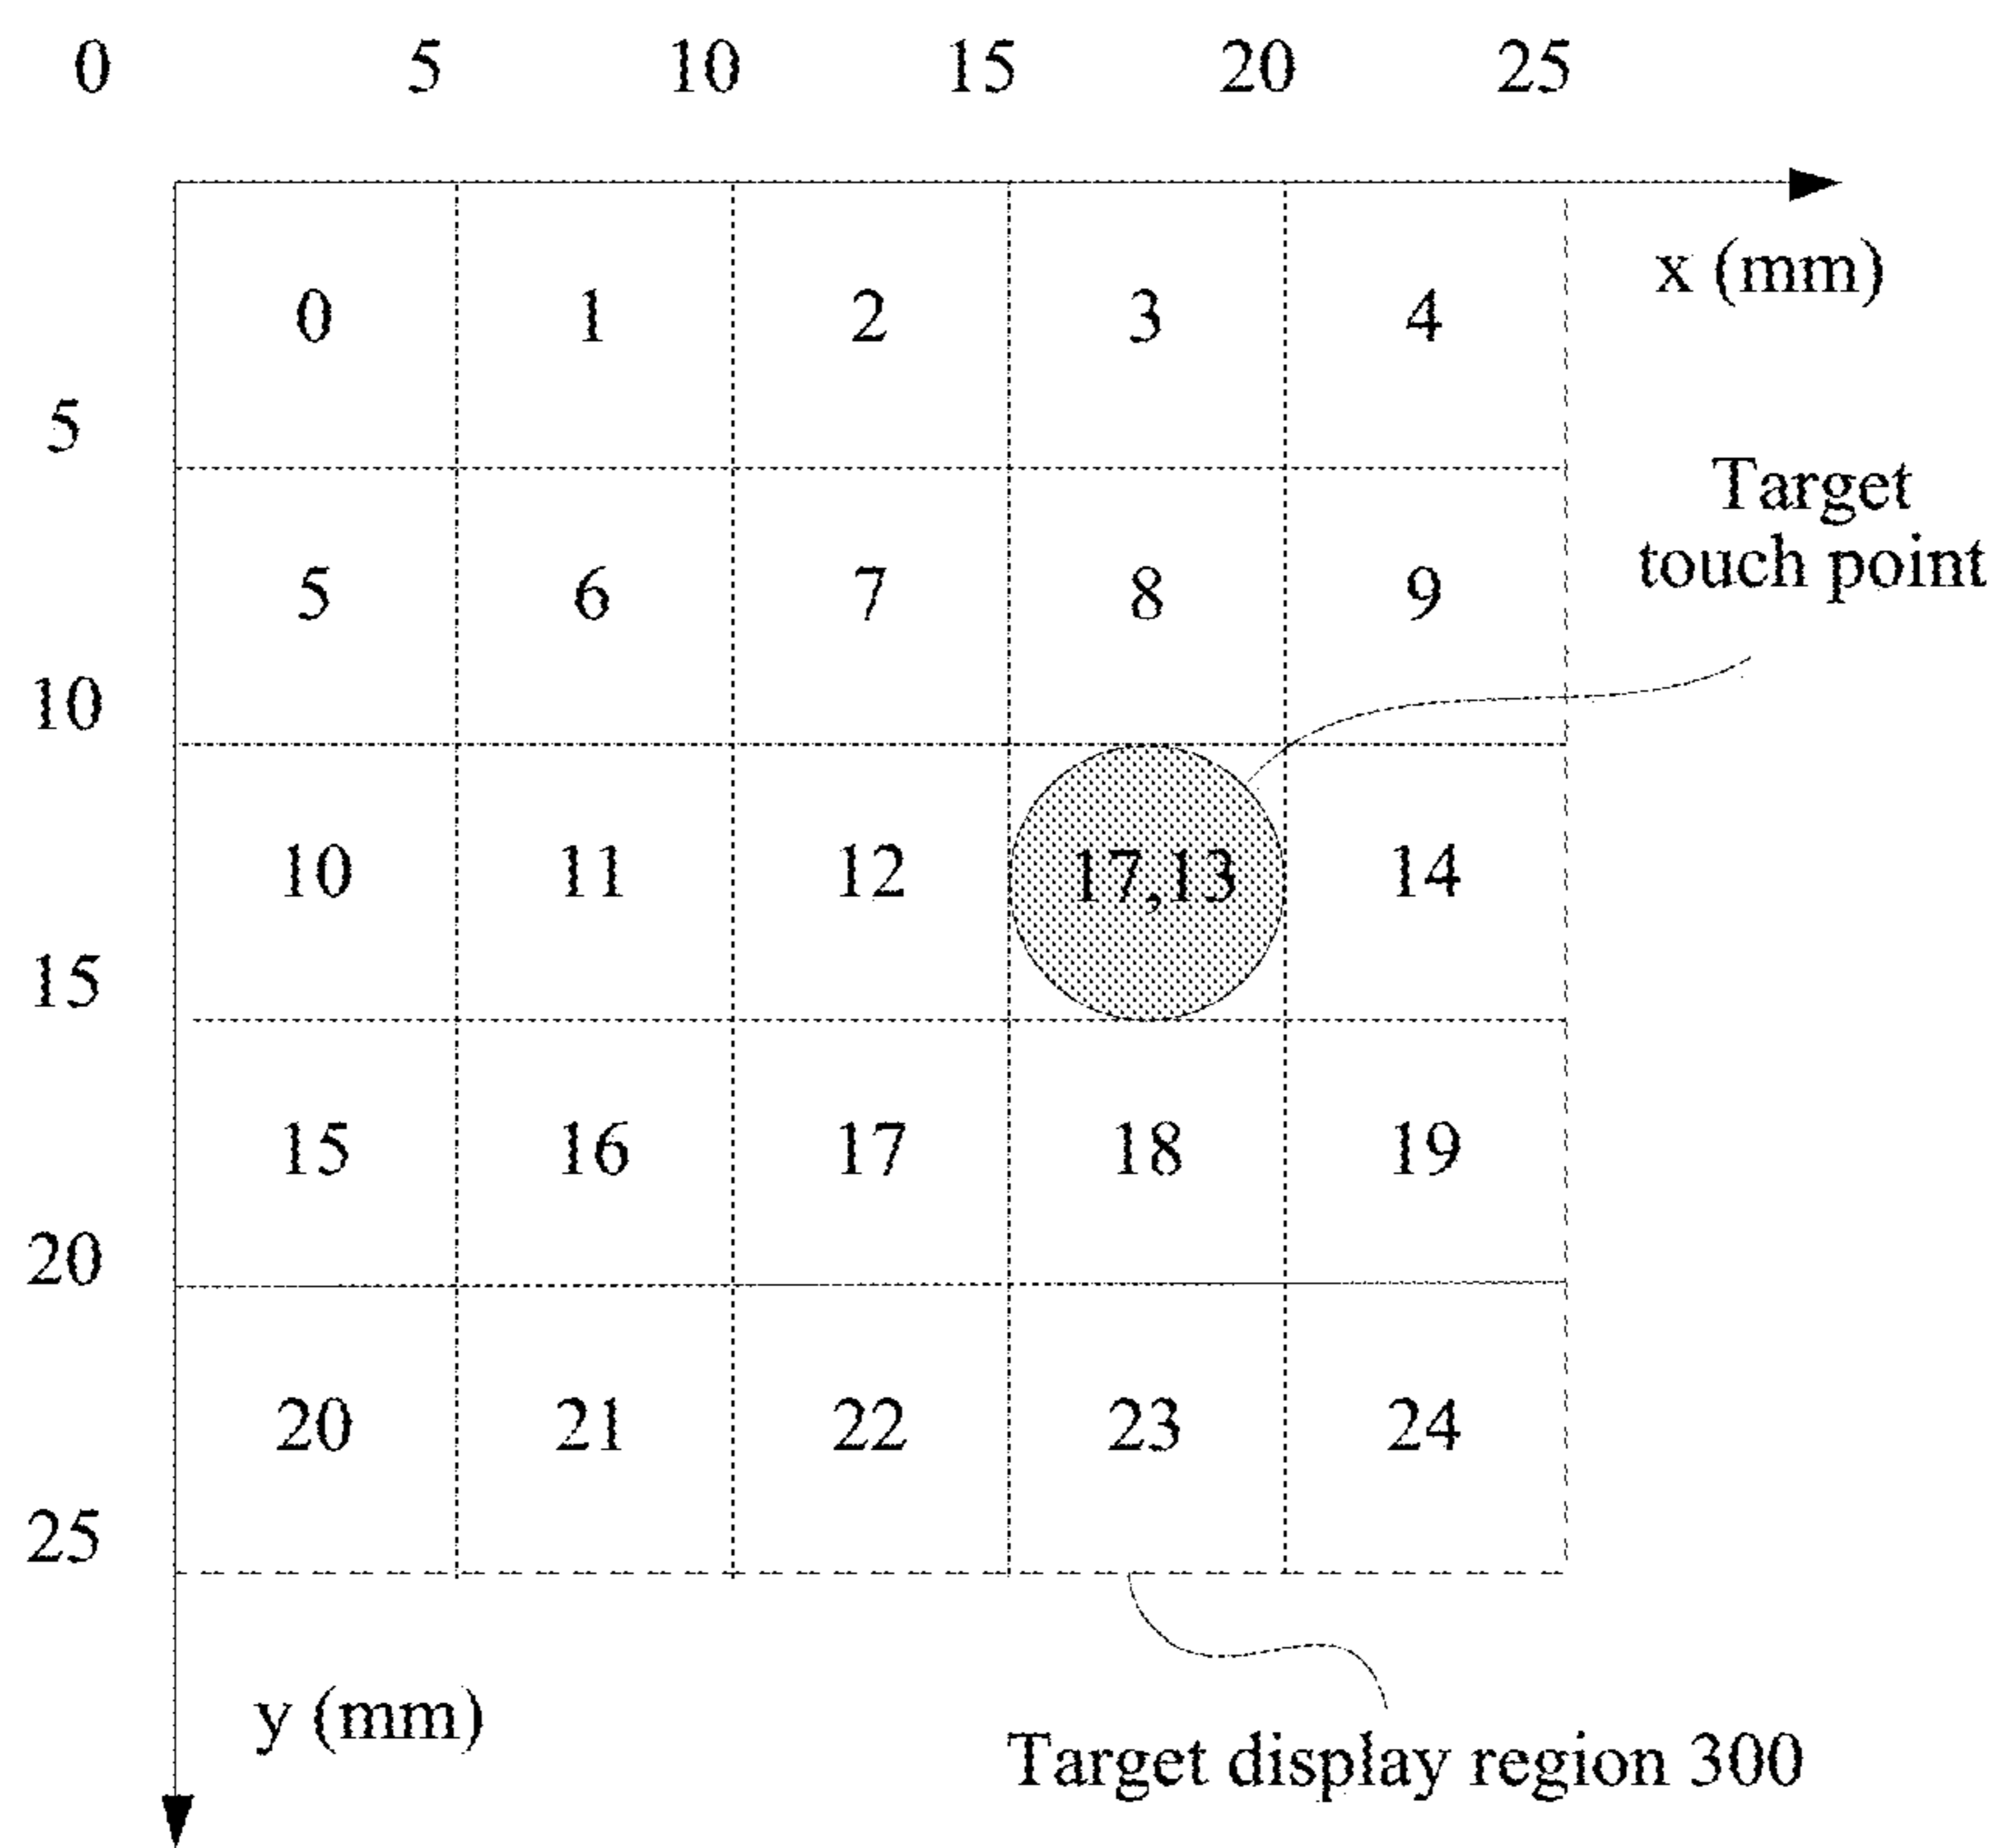 0 5 10 15 20 25
x (mm)
0 1 2 3 4
5
Target
touch point
5 6 7 8 9
10
10 11 12 17,13 14
15
15 16 17 18 19
20
20 21 22 23 24
25
y (mm)
Target display region 300